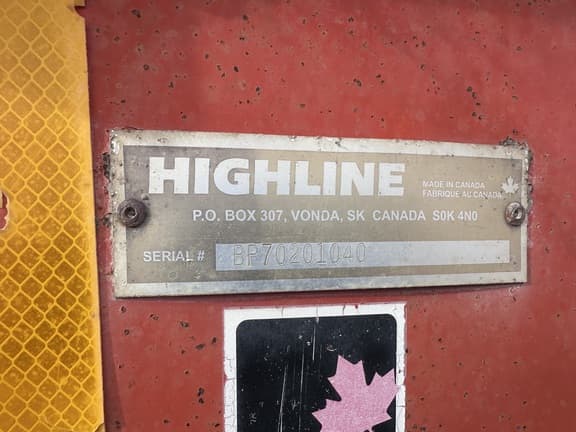 HIGHLINE
MADE IN CANADA
FABRIQUE AU CANADA
P.O. BOX 307, VONDA, SK CANADA S0K 4N0
SERIAL # BP70201040